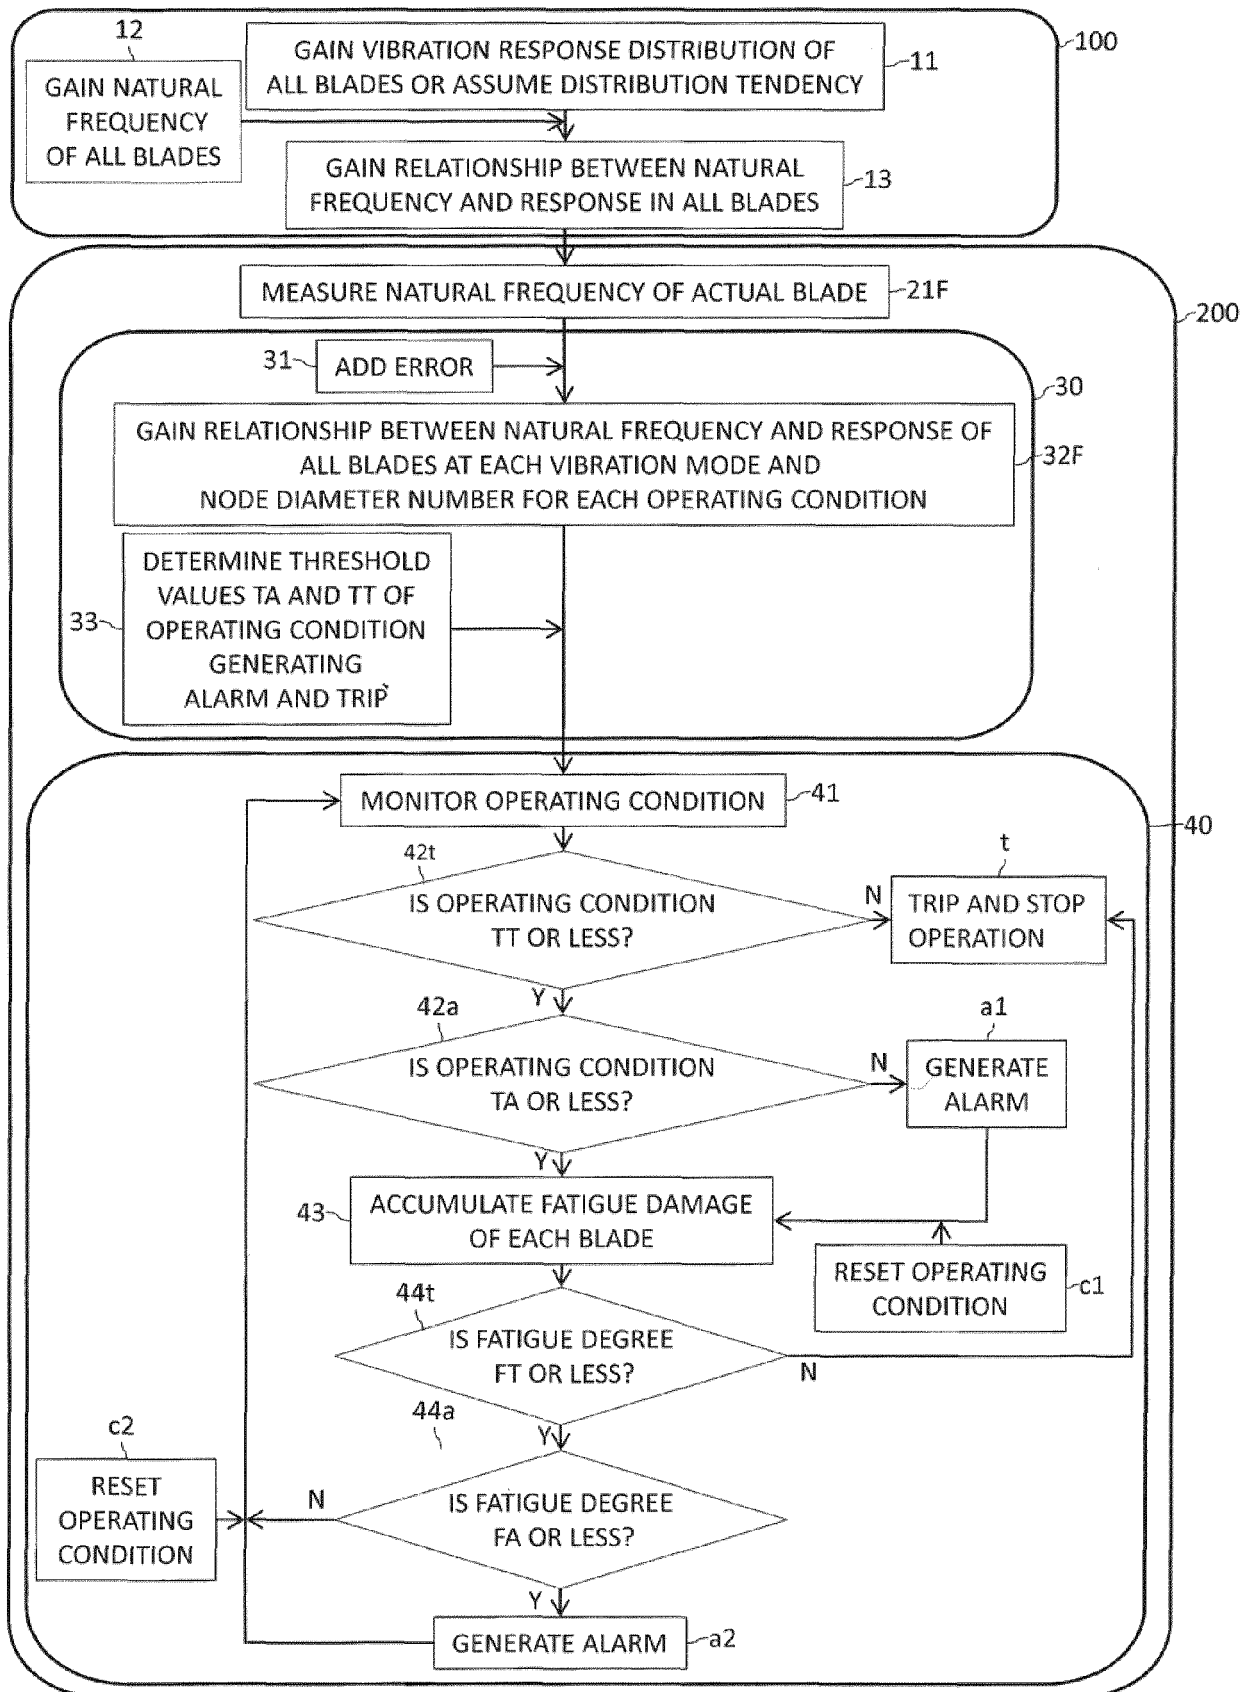 12
GAIN VIBRATION RESPONSE DISTRIBUTION OF
ALL BLADES OR ASSUME DISTRIBUTION TENDENCY
11
100
GAIN NATURAL
FREQUENCY
OF ALL BLADES
GAIN RELATIONSHIP BETWEEN NATURAL
FREQUENCY AND RESPONSE IN ALL BLADES
13
MEASURE NATURAL FREQUENCY OF ACTUAL BLADE
21F
200
31
ADD ERROR
30
GAIN RELATIONSHIP BETWEEN NATURAL FREQUENCY AND RESPONSE OF
ALL BLADES AT EACH VIBRATION MODE AND
NODE DIAMETER NUMBER FOR EACH OPERATING CONDITION
32F
33
DETERMINE THRESHOLD
VALUES TA AND TT OF
OPERATING CONDITION
GENERATING
ALARM AND TRIP
MONITOR OPERATING CONDITION
41
40
42t
IS OPERATING CONDITION
TT OR LESS?
N
t
TRIP AND STOP
OPERATION
Y
42a
IS OPERATING CONDITION
TA OR LESS?
N
a1
GENERATE
ALARM
Y
43
ACCUMULATE FATIGUE DAMAGE
OF EACH BLADE
RESET OPERATING
CONDITION
c1
44t
IS FATIGUE DEGREE
FT OR LESS?
N
Y
44a
c2
RESET
OPERATING
CONDITION
N
IS FATIGUE DEGREE
FA OR LESS?
Y
GENERATE ALARM
a2